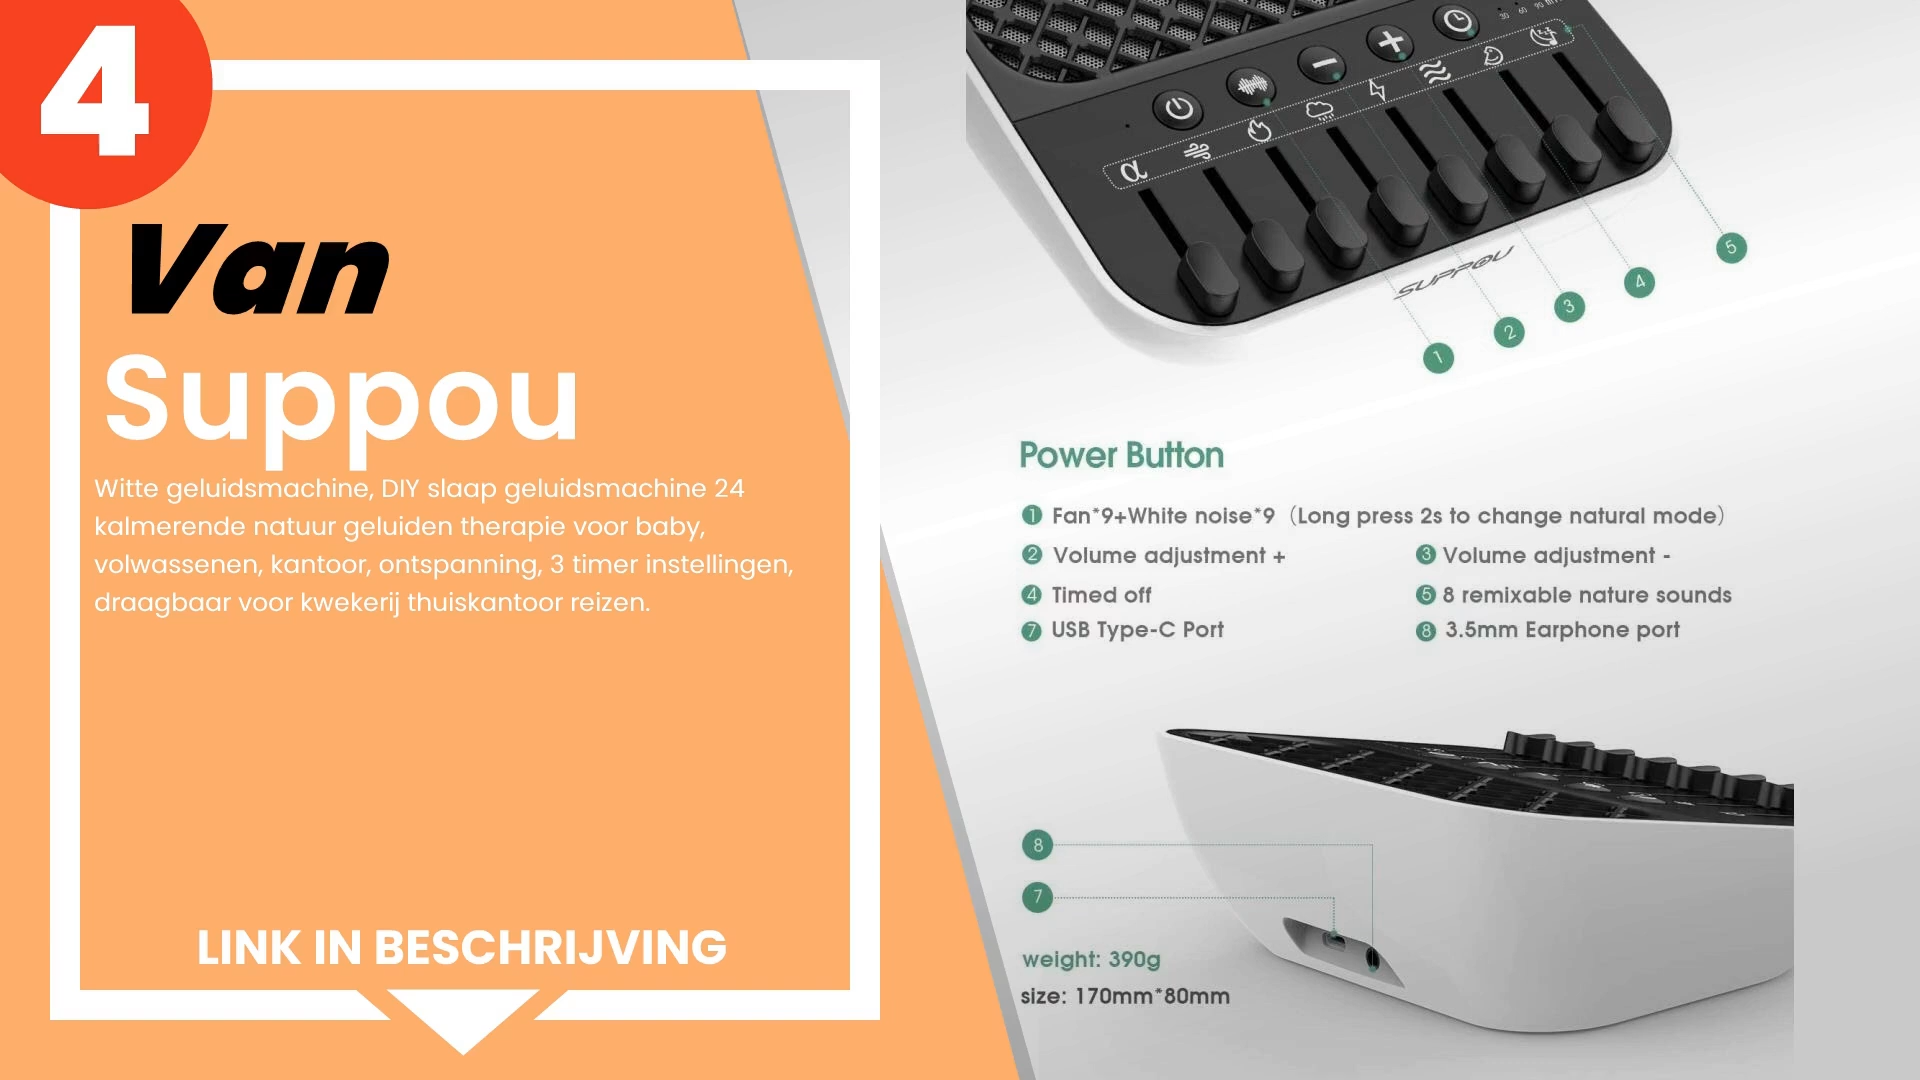 4
Van
Suppou
Witte geluidsmachine, DIY slaap geluidsmachine 24
kalmerende natuur geluiden therapie voor baby,
volwassenen, kantoor, ontspanning, 3 timer instellingen,
draagbaar voor kwekerij thuiskantoor reizen.
LINK IN BESCHRIJVING
30 60 90 min
α
SUPPOU
1 2 3 4 5
Power Button
1 Fan*9+White noise*9 (Long press 2s to change natural mode)
2 Volume adjustment + 3 Volume adjustment -
4 Timed off 5 8 remixable nature sounds
7 USB Type-C Port 8 3.5mm Earphone port
8
7
weight: 390g
size: 170mm*80mm